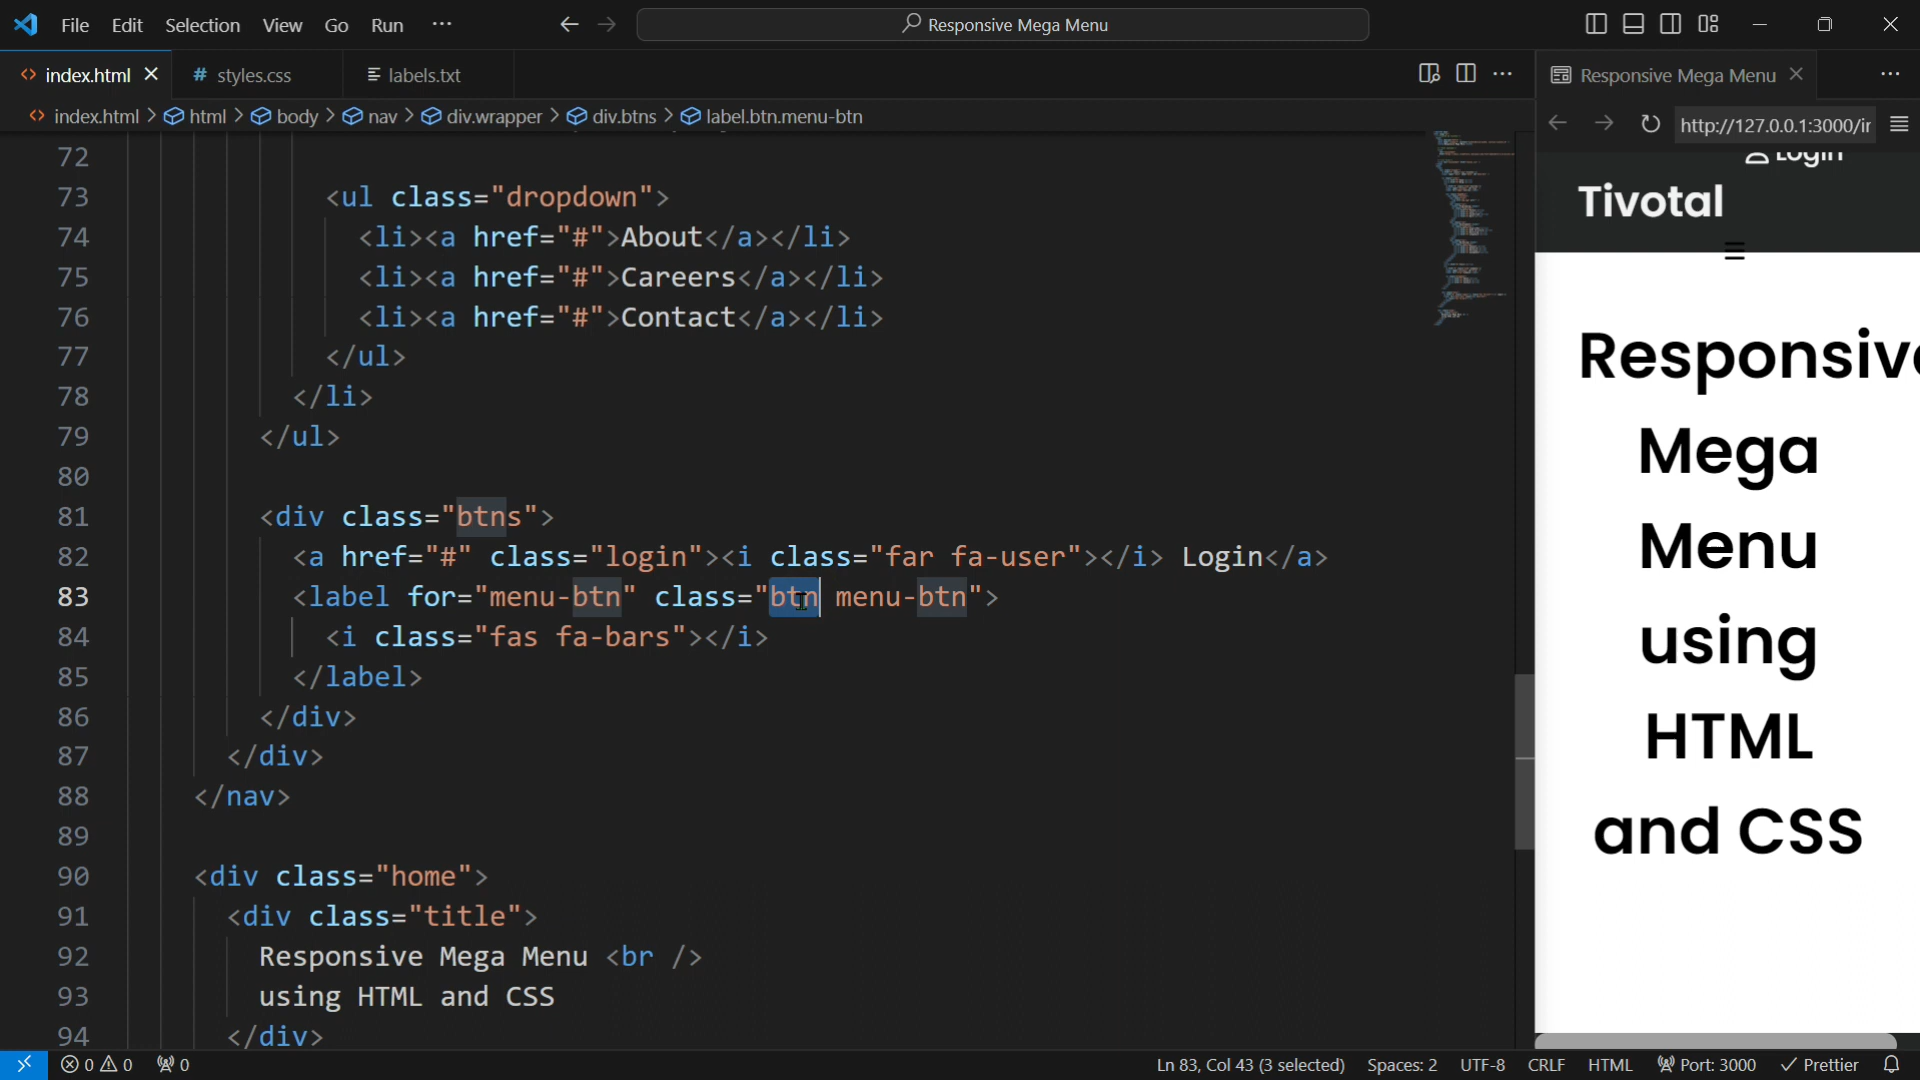 File Edit Selection View Go Run ··· Responsive Mega Menu
index.html # styles.css labels.txt Responsive Mega Menu
index.html > html > body > nav > div.wrapper > div.btns > label.btn.menu-btn
http://127.0.0.1:3000/ir
72
73 <ul class="dropdown">
74 <li><a href="#">About</a></li>
75 <li><a href="#">Careers</a></li>
76 <li><a href="#">Contact</a></li>
77 </ul>
78 </li>
79 </ul>
80
81 <div class="btns">
82 <a href="#" class="login"><i class="far fa-user"></i> Login</a>
83 <label for="menu-btn" class="btn menu-btn">
84 <i class="fas fa-bars"></i>
85 </label>
86 </div>
87 </div>
88 </nav>
89
90 <div class="home">
91 <div class="title">
92 Responsive Mega Menu <br />
93 using HTML and CSS
94 </div>
Login
Tivotal
Responsive
Mega
Menu
using
HTML
and CSS
0 0 0 Ln 83, Col 43 (3 selected) Spaces: 2 UTF-8 CRLF HTML Port: 3000 Prettier